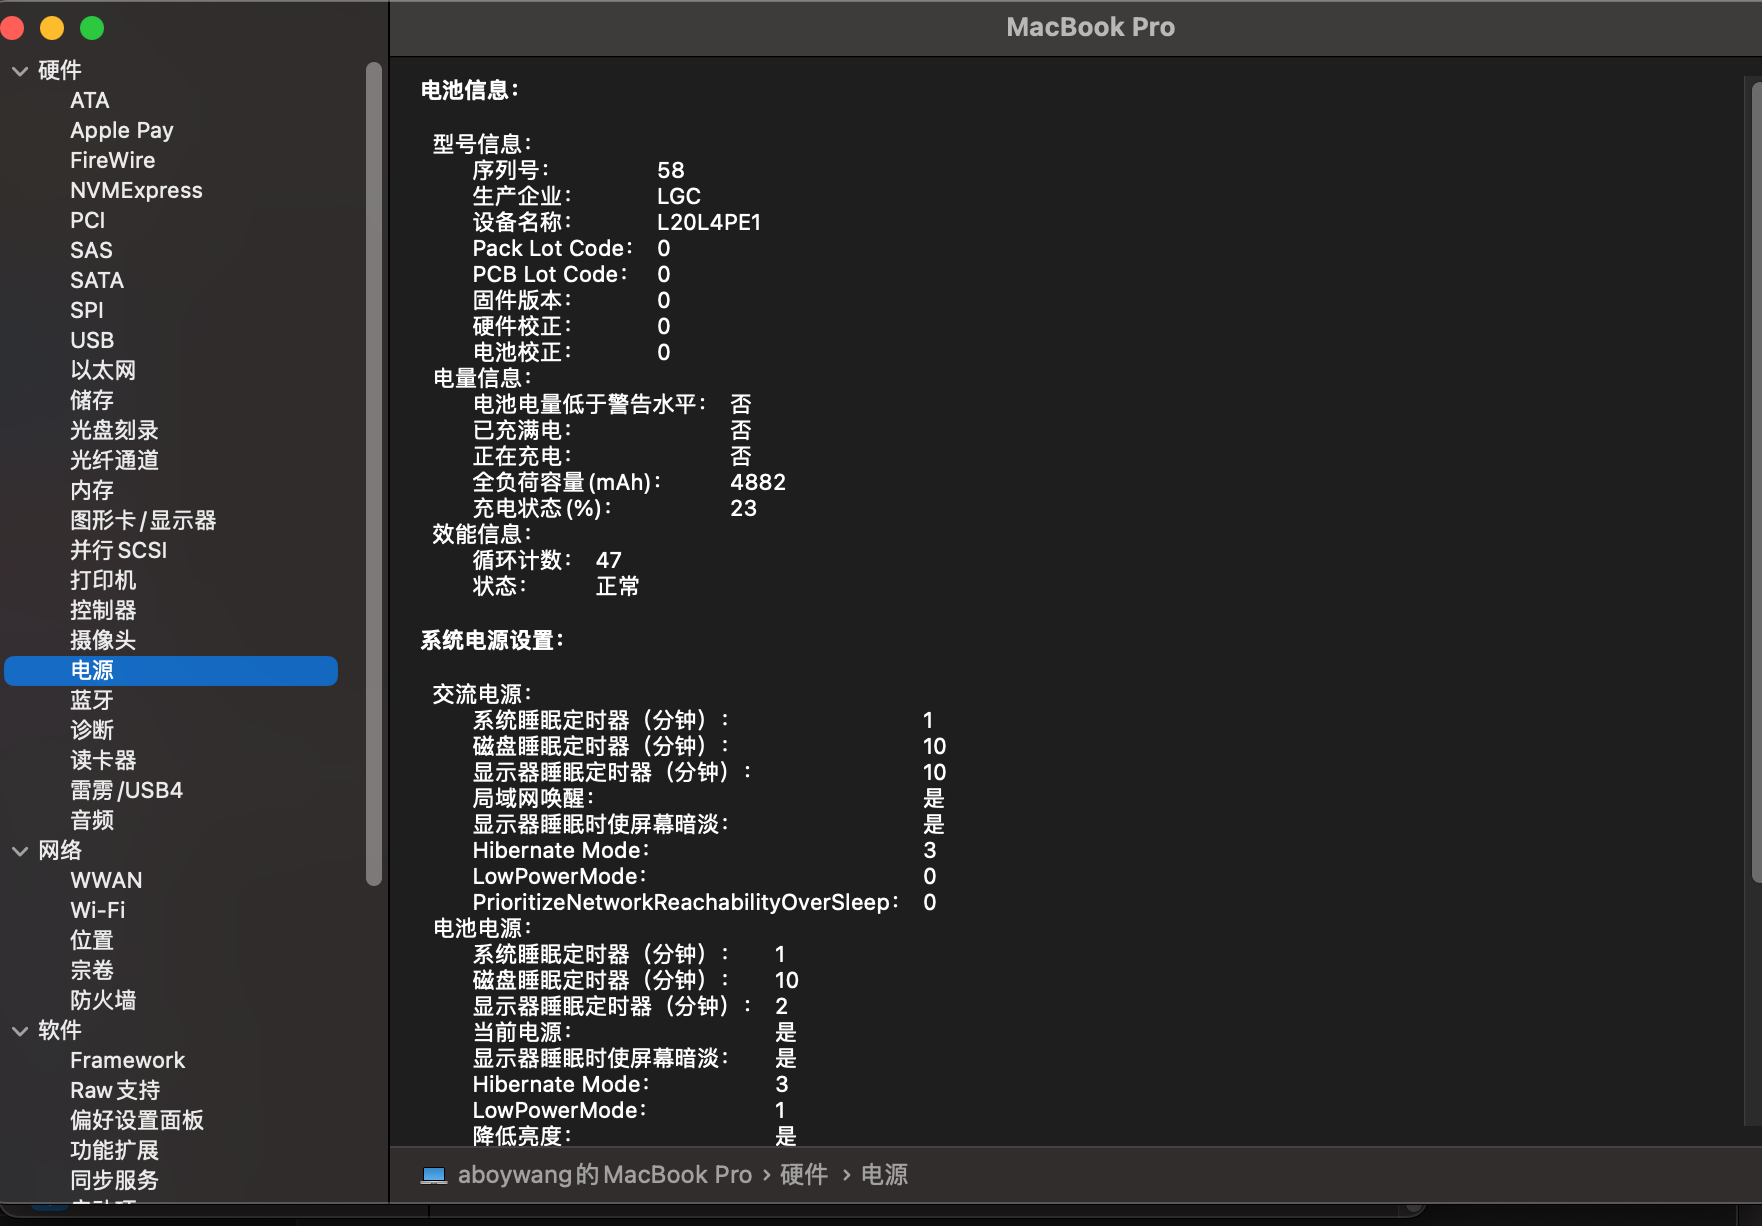 MacBook Pro
硬件
ATA
Apple Pay
FireWire
NVMExpress
PCI
SAS
SATA
SPI
USB
以太网
储存
光盘刻录
光纤通道
内存
图形卡/显示器
并行SCSI
打印机
控制器
摄像头
电源
蓝牙
诊断
读卡器
雷雳/USB4
音频
网络
WWAN
Wi-Fi
位置
宗卷
防火墙
软件
Framework
Raw支持
偏好设置面板
功能扩展
同步服务
电池信息：
型号信息：
序列号： 58
生产企业： LGC
设备名称： L20L4PE1
Pack Lot Code： 0
PCB Lot Code： 0
固件版本： 0
硬件校正： 0
电池校正： 0
电量信息：
电池电量低于警告水平： 否
已充满电： 否
正在充电： 否
全负荷容量(mAh)： 4882
充电状态(%)： 23
效能信息：
循环计数： 47
状态： 正常
系统电源设置：
交流电源：
系统睡眠定时器（分钟）： 1
磁盘睡眠定时器（分钟）： 10
显示器睡眠定时器（分钟）： 10
局域网唤醒： 是
显示器睡眠时使屏幕暗淡： 是
Hibernate Mode： 3
LowPowerMode： 0
PrioritizeNetworkReachabilityOverSleep： 0
电池电源：
系统睡眠定时器（分钟）： 1
磁盘睡眠定时器（分钟）： 10
显示器睡眠定时器（分钟）： 2
当前电源： 是
显示器睡眠时使屏幕暗淡： 是
Hibernate Mode： 3
LowPowerMode： 1
降低亮度： 是
aboywang的MacBook Pro › 硬件 › 电源